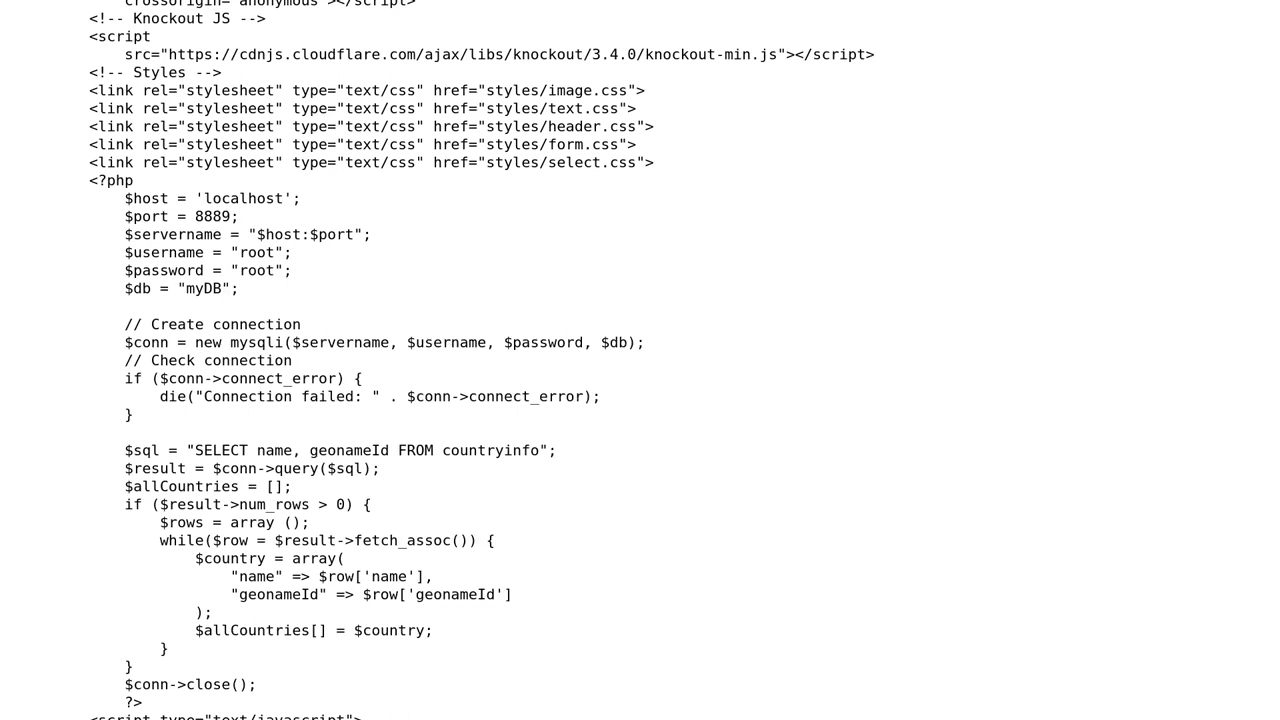 crossorigin="anonymous"></script>
<!-- Knockout JS -->
<script
src="https://cdnjs.cloudflare.com/ajax/libs/knockout/3.4.0/knockout-min.js"></script>
<!-- Styles -->
<link rel="stylesheet" type="text/css" href="styles/image.css">
<link rel="stylesheet" type="text/css" href="styles/text.css">
<link rel="stylesheet" type="text/css" href="styles/header.css">
<link rel="stylesheet" type="text/css" href="styles/form.css">
<link rel="stylesheet" type="text/css" href="styles/select.css">
<?php
$host = 'localhost';
$port = 8889;
$servername = "$host:$port";
$username = "root";
$password = "root";
$db = "myDB";
// Create connection
$conn = new mysqli($servername, $username, $password, $db);
// Check connection
if ($conn->connect_error) {
die("Connection failed: " . $conn->connect_error);
}
$sql = "SELECT name, geonameId FROM countryinfo";
$result = $conn->query($sql);
$allCountries = [];
if ($result->num_rows > 0) {
$rows = array ();
while($row = $result->fetch_assoc()) {
$country = array(
"name" => $row['name'],
"geonameId" => $row['geonameId']
);
$allCountries[] = $country;
}
}
$conn->close();
?>
<script type="text/javascript">